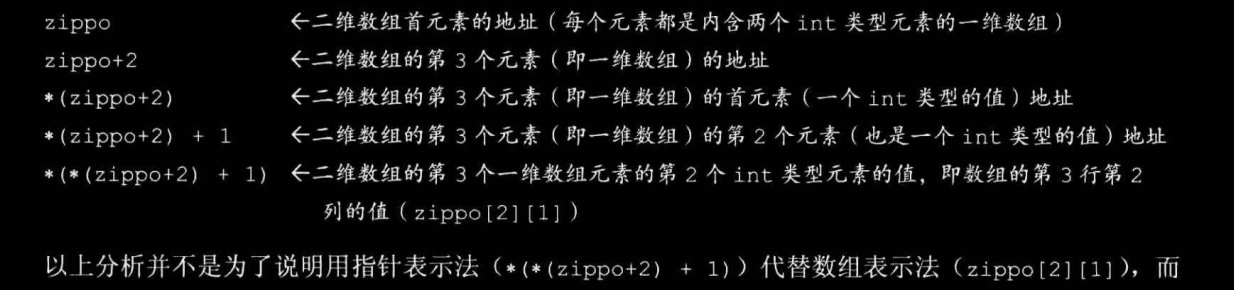 zippo ←二维数组首元素的地址（每个元素都是内含两个 int 类型元素的一维数组）
zippo+2 ←二维数组的第 3 个元素（即一维数组）的地址
*(zippo+2) ←二维数组的第 3 个元素（即一维数组）的首元素（一个 int 类型的值）地址
*(zippo+2) + 1 ←二维数组的第 3 个元素（即一维数组）的第 2 个元素（也是一个 int 类型的值）地址
*(*(zippo+2) + 1) ←二维数组的第 3 个一维数组元素的第 2 个 int 类型元素的值，即数组的第 3 行第 2
列的值（zippo[2][1]）
以上分析并不是为了说明用指针表示法（*(*(zippo+2) + 1)）代替数组表示法（zippo[2][1]），而